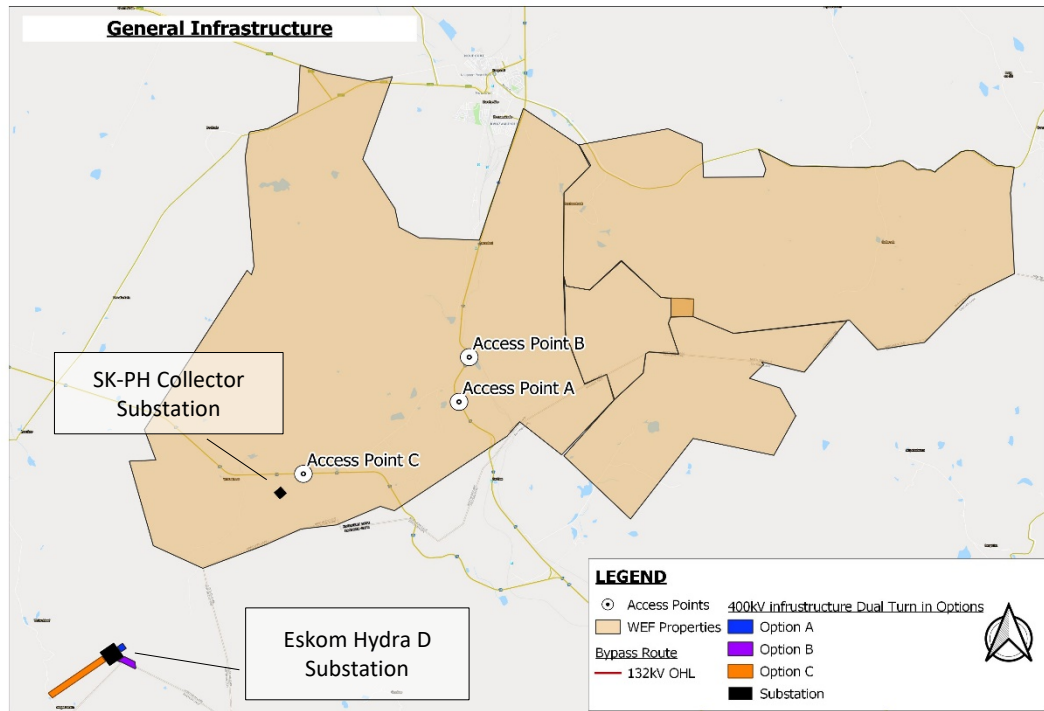 General Infrastructure
Access Point B
SK-PH Collector
Substation
Access Point A
Access Point C
Eskom Hydra D
Substation
LEGEND
Access Points
WEF Properties
Bypass Route
132kV OHL
400kV infrustructure Dual Turn in Options
Option A
Option B
Option C
Substation